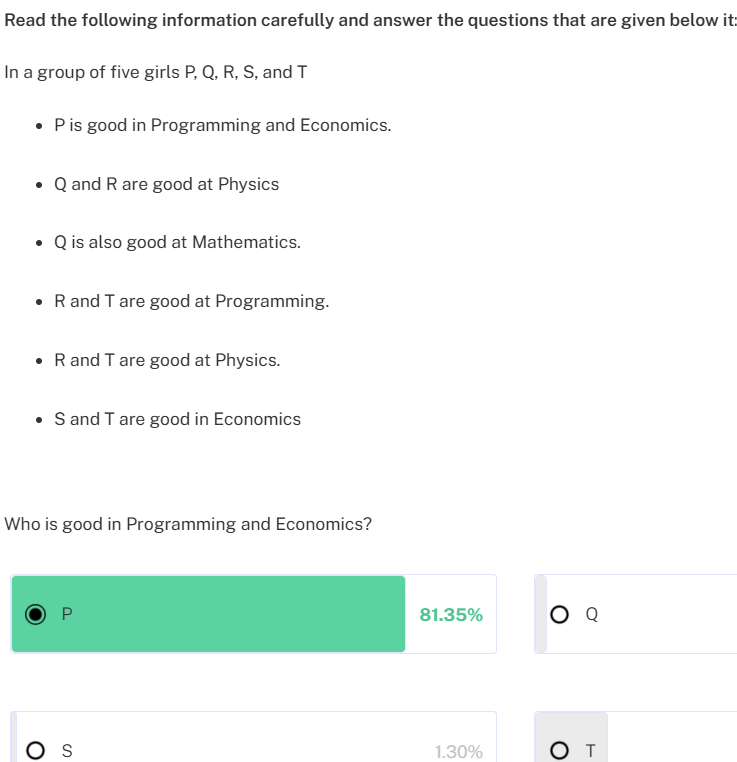 Read the following information carefully and answer the questions that are given below it:
In a group of five girls P, Q, R, S, and T
• P is good in Programming and Economics.
• Q and R are good at Physics
• Q is also good at Mathematics.
• R and T are good at Programming.
• R and T are good at Physics.
• S and T are good in Economics
Who is good in Programming and Economics?
P 81.35% Q
S 1.30% T